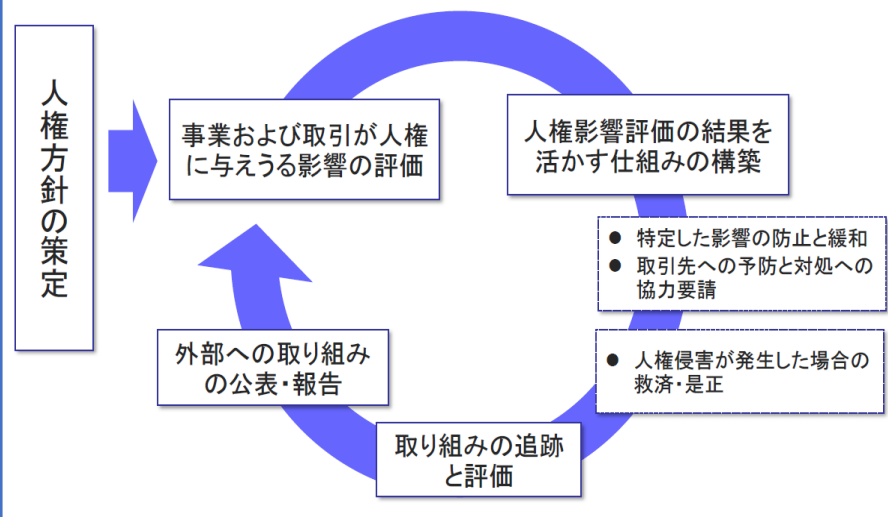 人権方針の策定
事業および取引が人権
に与えうる影響の評価
人権影響評価の結果を
活かす仕組みの構築
● 特定した影響の防止と緩和
● 取引先への予防と対処への
協力要請
● 人権侵害が発生した場合の
救済・是正
取り組みの追跡
と評価
外部への取り組み
の公表・報告